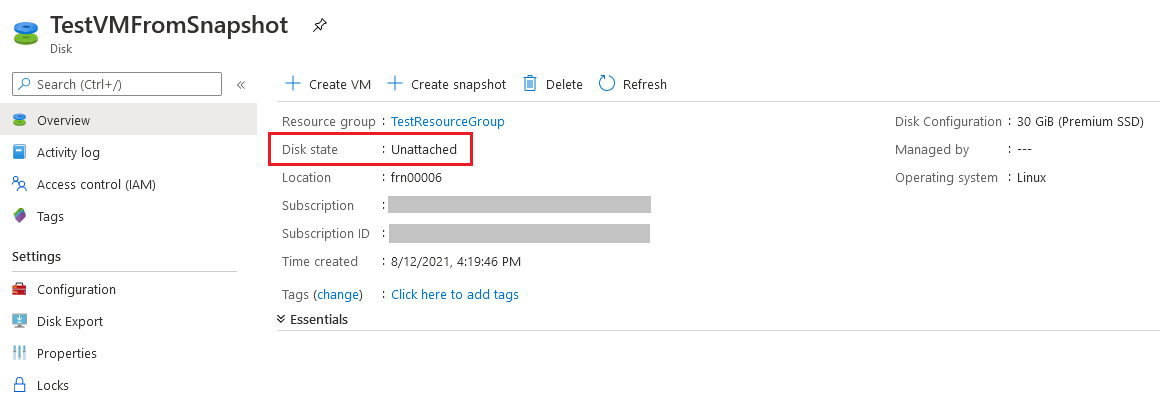 TestVMFromSnapshot
Disk
Search (Ctrl+/)
«
Create VM
Create snapshot
Delete
Refresh
Overview
Activity log
Access control (IAM)
Tags
Settings
Configuration
Disk Export
Properties
Locks
Resource group : TestResourceGroup
Disk state : Unattached
Location : frn00006
Subscription :
Subscription ID :
Time created : 8/12/2021, 4:19:46 PM
Tags (change) : Click here to add tags
Essentials
Disk Configuration : 30 GiB (Premium SSD)
Managed by : ---
Operating system : Linux